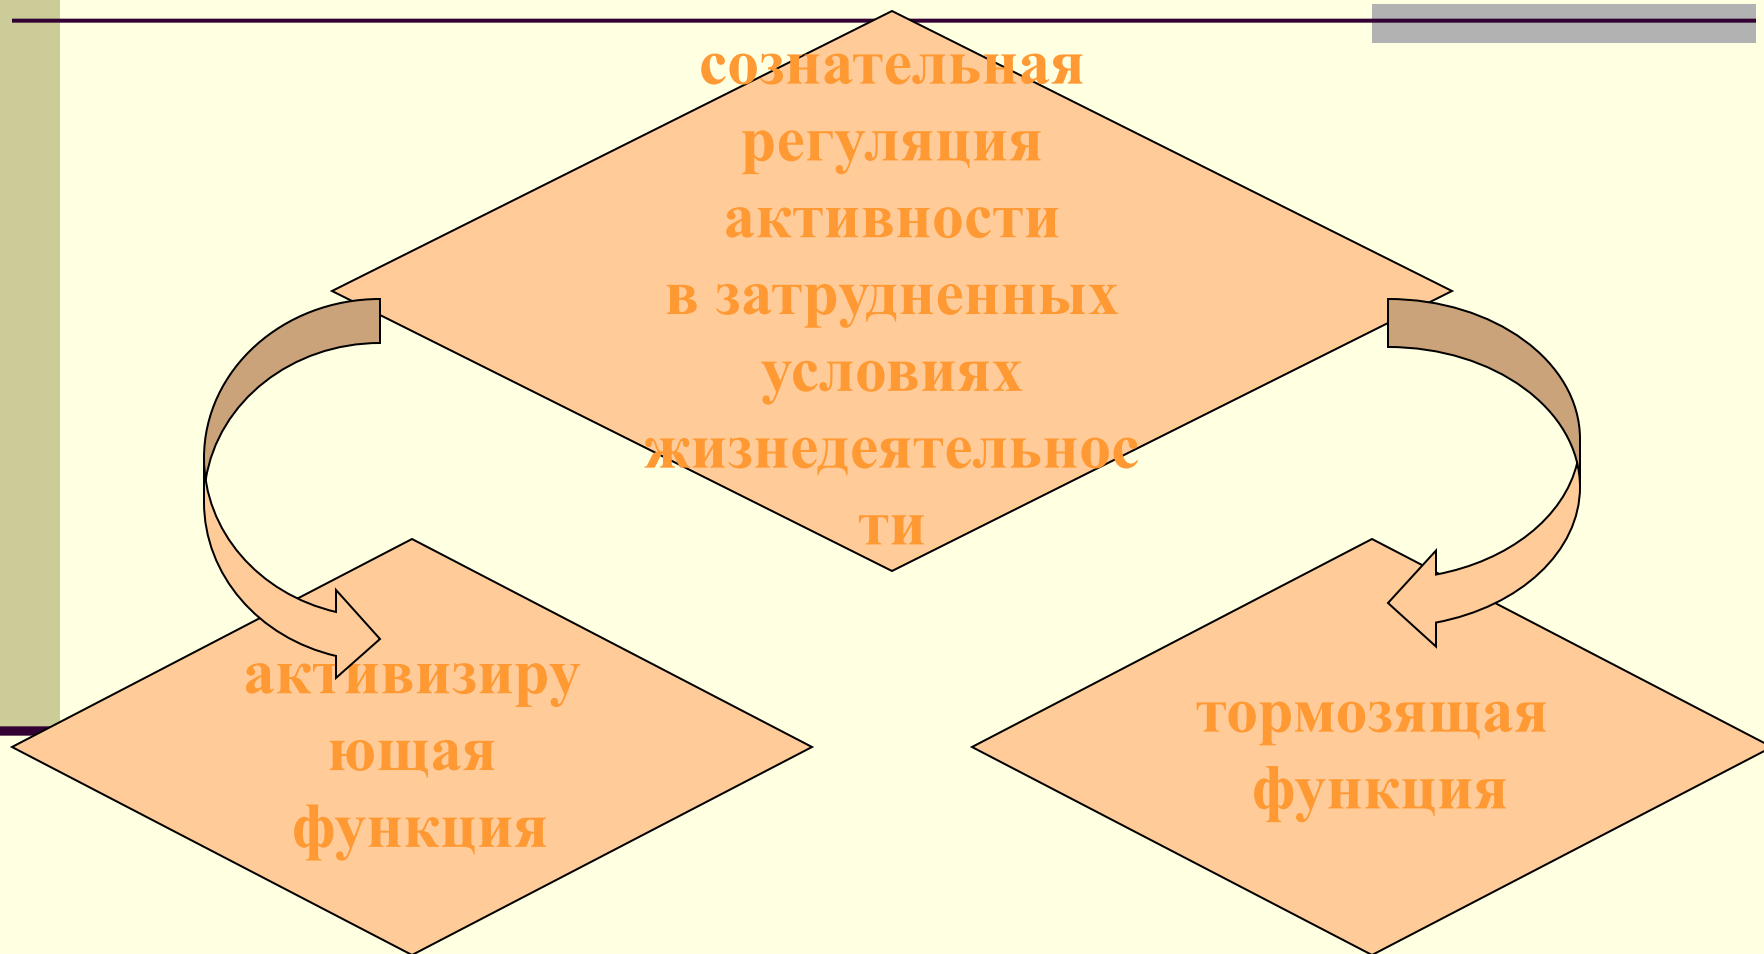 сознательная
регуляция
активности
в затрудненных
условиях
жизнедеятельнос
ти
активизиру
ющая
функция
тормозящая
функция